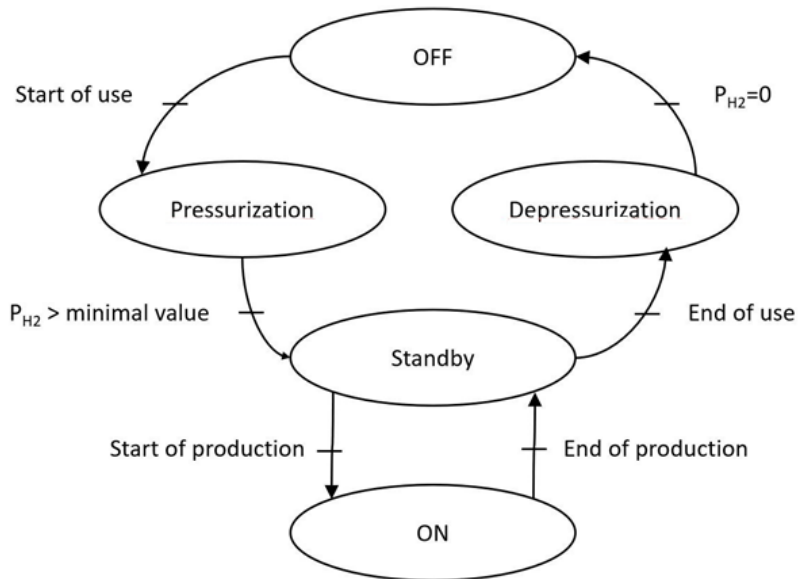 OFF
Start of use
P_H2=0
Pressurization
Depressurization
P_H2 > minimal value
End of use
Standby
Start of production
End of production
ON